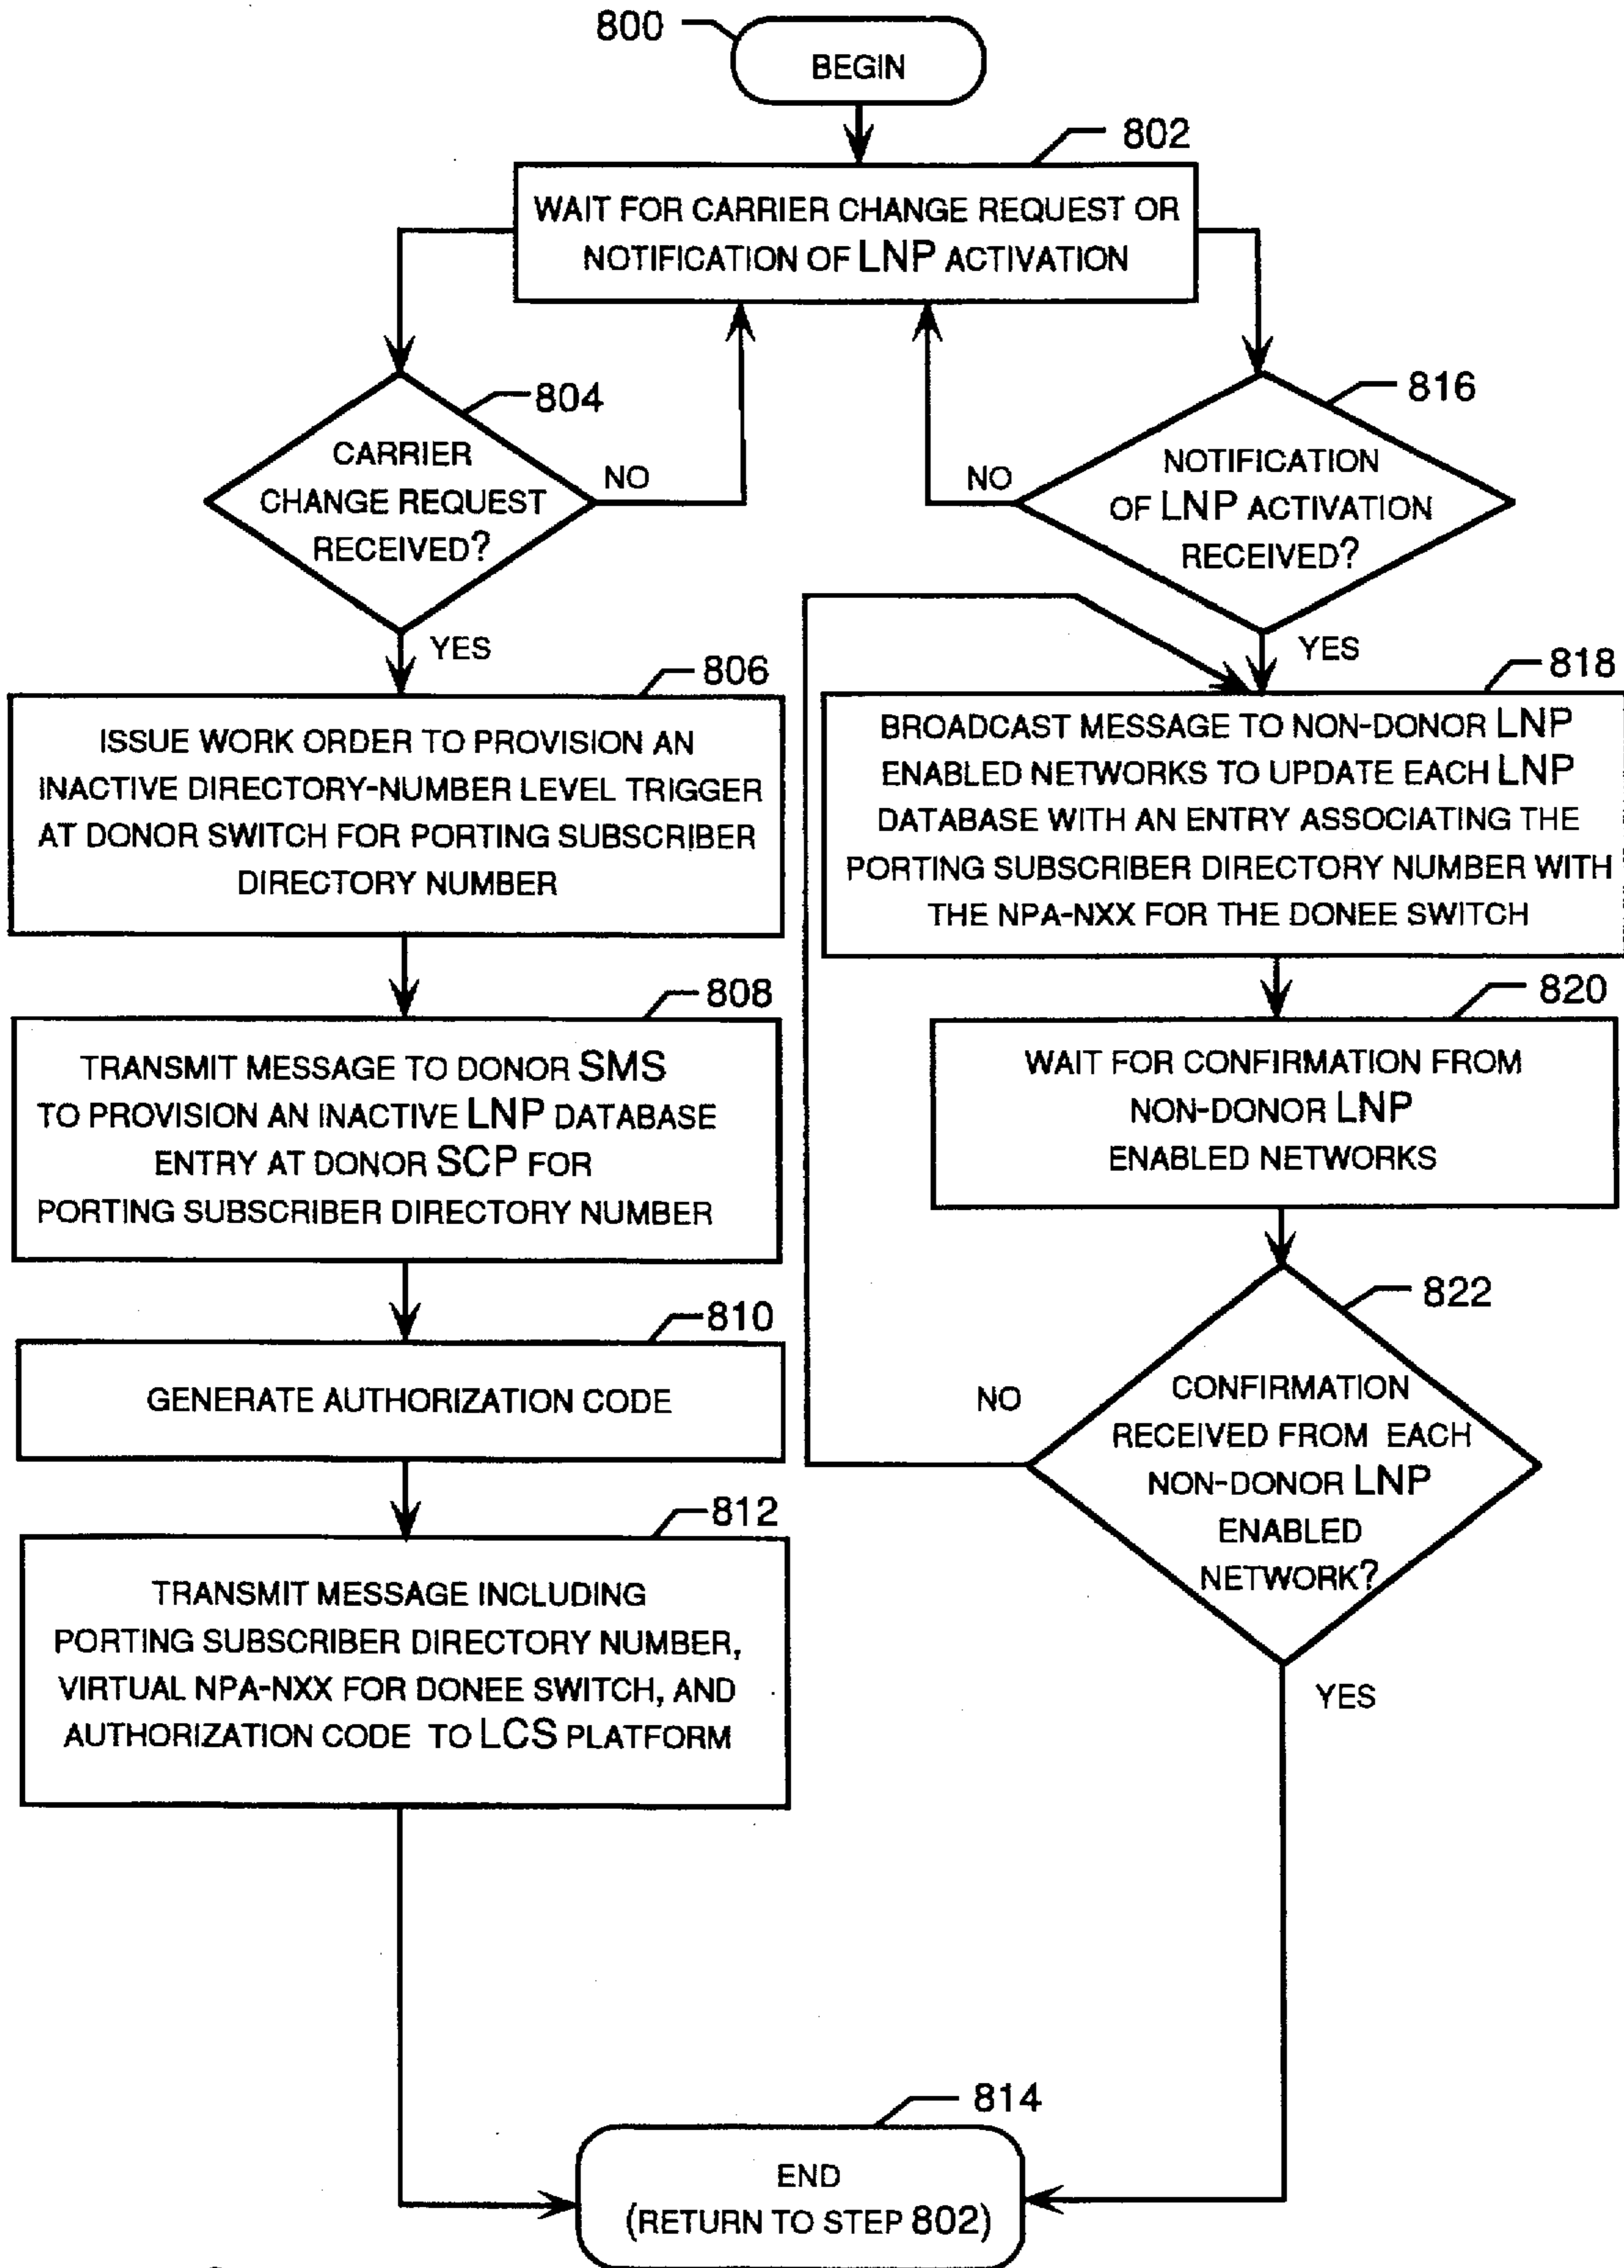 800
BEGIN
802
WAIT FOR CARRIER CHANGE REQUEST OR
NOTIFICATION OF LNP ACTIVATION
804
CARRIER
CHANGE REQUEST
RECEIVED?
NO
YES
816
NOTIFICATION
OF LNP ACTIVATION
RECEIVED?
NO
YES
806
ISSUE WORK ORDER TO PROVISION AN
INACTIVE DIRECTORY-NUMBER LEVEL TRIGGER
AT DONOR SWITCH FOR PORTING SUBSCRIBER
DIRECTORY NUMBER
808
TRANSMIT MESSAGE TO DONOR SMS
TO PROVISION AN INACTIVE LNP DATABASE
ENTRY AT DONOR SCP FOR
PORTING SUBSCRIBER DIRECTORY NUMBER
810
GENERATE AUTHORIZATION CODE
812
TRANSMIT MESSAGE INCLUDING
PORTING SUBSCRIBER DIRECTORY NUMBER,
VIRTUAL NPA-NXX FOR DONEE SWITCH, AND
AUTHORIZATION CODE TO LCS PLATFORM
818
BROADCAST MESSAGE TO NON-DONOR LNP
ENABLED NETWORKS TO UPDATE EACH LNP
DATABASE WITH AN ENTRY ASSOCIATING THE
PORTING SUBSCRIBER DIRECTORY NUMBER WITH
THE NPA-NXX FOR THE DONEE SWITCH
820
WAIT FOR CONFIRMATION FROM
NON-DONOR LNP
ENABLED NETWORKS
822
CONFIRMATION
RECEIVED FROM EACH
NON-DONOR LNP
ENABLED
NETWORK?
NO
YES
814
END
(RETURN TO STEP 802)